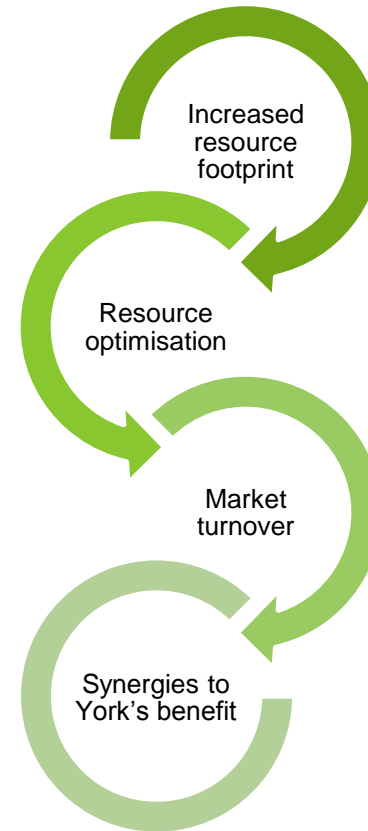 Increased
resource
footprint
Resource
optimisation
Market
turnover
Synergies to
York's benefit